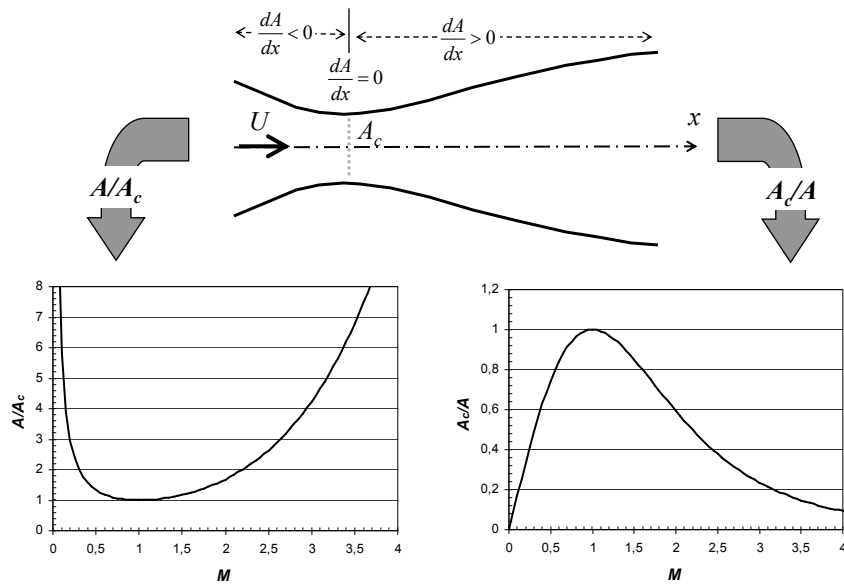 dA/dx < 0
dA/dx > 0
dA/dx = 0
U
A_c
x
A/A_c
A_c/A
8
7
6
5
4
3
2
1
0
A/A_c
0 0,5 1 1,5 2 2,5 3 3,5 4
M
1,2
1
0,8
0,6
0,4
0,2
0
A_c/A
0 0,5 1 1,5 2 2,5 3 3,5 4
M